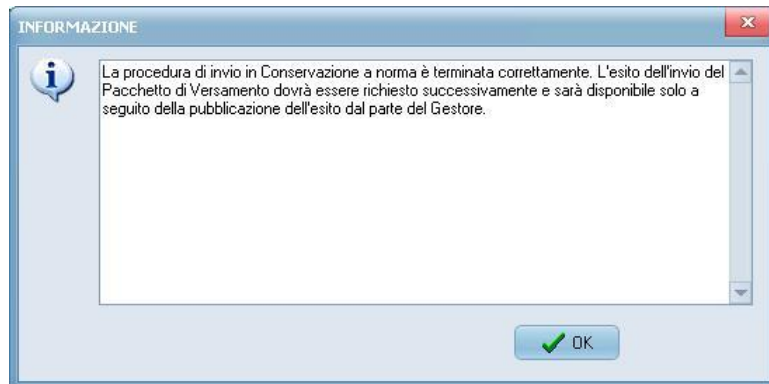 INFORMAZIONE
La procedura di invio in Conservazione a norma è terminata correttamente. L'esito dell'invio del
Pacchetto di Versamento dovrà essere richiesto successivamente e sarà disponibile solo a
seguito della pubblicazione dell'esito dal parte del Gestore.
OK